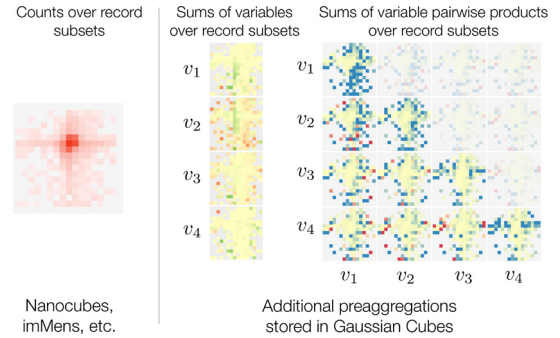 Counts over record
subsets
Sums of variables
over record subsets
Sums of variable pairwise products
over record subsets
v1
v2
v3
v4
v1
v2
v3
v4
v1
v2
v3
v4
Nanocubes,
imMens, etc.
Additional preaggregations
stored in Gaussian Cubes